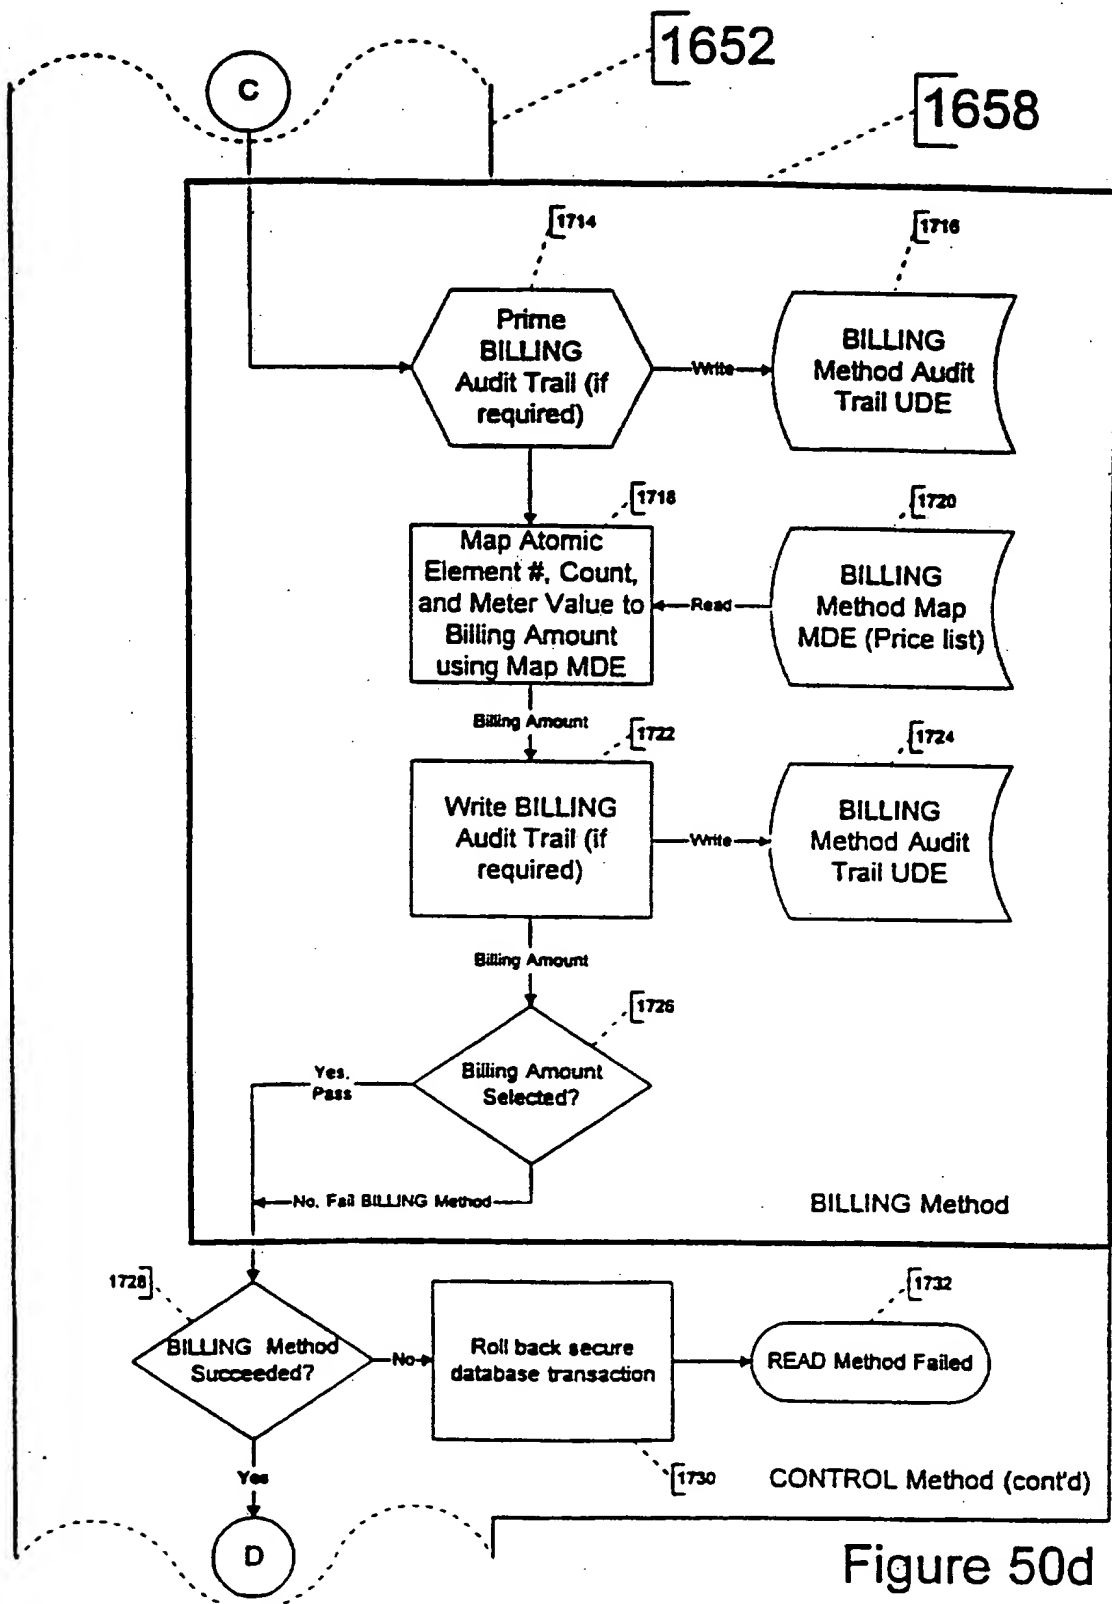 1652
C
1658
1714
1716
Prime
BILLING
Audit Trail (if
required)
Write
BILLING
Method Audit
Trail UDE
1718
1720
Map Atomic
Element #, Count,
and Meter Value to
Billing Amount
using Map MDE
Read
BILLING
Method Map
MDE (Price list)
Billing Amount
1722
1724
Write BILLING
Audit Trail (if
required)
Write
BILLING
Method Audit
Trail UDE
Billing Amount
1726
Billing Amount
Selected?
Yes,
Pass
No, Fail BILLING Method
BILLING Method
1728
1732
BILLING Method
Succeeded?
No
Roll back secure
database transaction
READ Method Failed
1730
Yes
CONTROL Method (cont'd)
D
Figure 50d